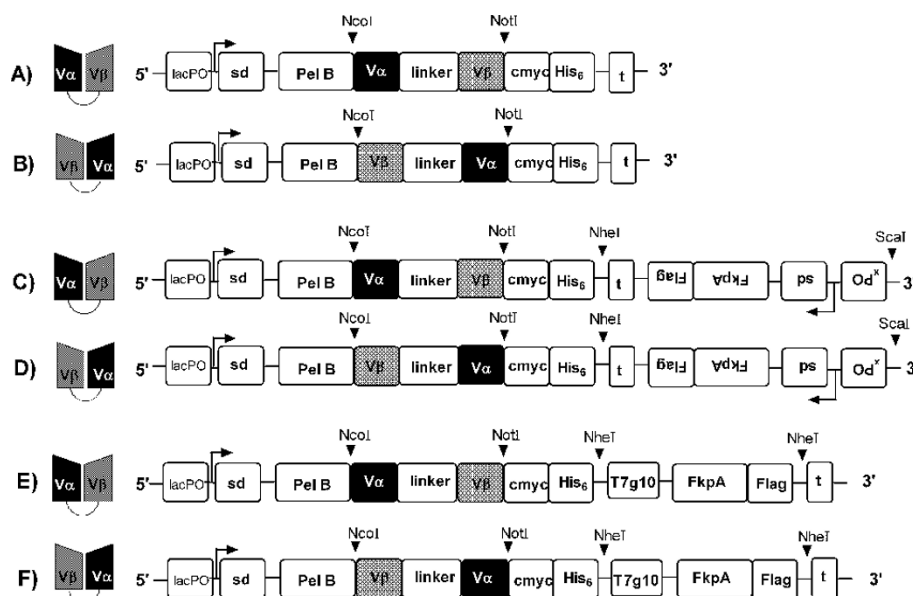 NcoI NotI
A) Vα Vβ 5' lacPO sd Pel B Vα linker Vβ cmyc His₆ t 3'
NcoI NotI
B) Vβ Vα 5' lacPO sd Pel B Vβ linker Vα cmyc His₆ t 3'
NcoI NotI NheI ScaI
C) Vα Vβ 5' lacPO sd Pel B Vα linker Vβ cmyc His₆ t Flag FkpA sd POₓ 3'
NcoI NotI NheI ScaI
D) Vβ Vα 5' lacPO sd Pel B Vβ linker Vα cmyc His₆ t Flag FkpA sd POₓ 3'
NcoI NotI NheI NheI
E) Vα Vβ 5' lacPO sd Pel B Vα linker Vβ cmyc His₆ T7g10 FkpA Flag t 3'
NcoI NotI NheI NheI
F) Vβ Vα 5' lacPO sd Pel B Vβ linker Vα cmyc His₆ T7g10 FkpA Flag t 3'